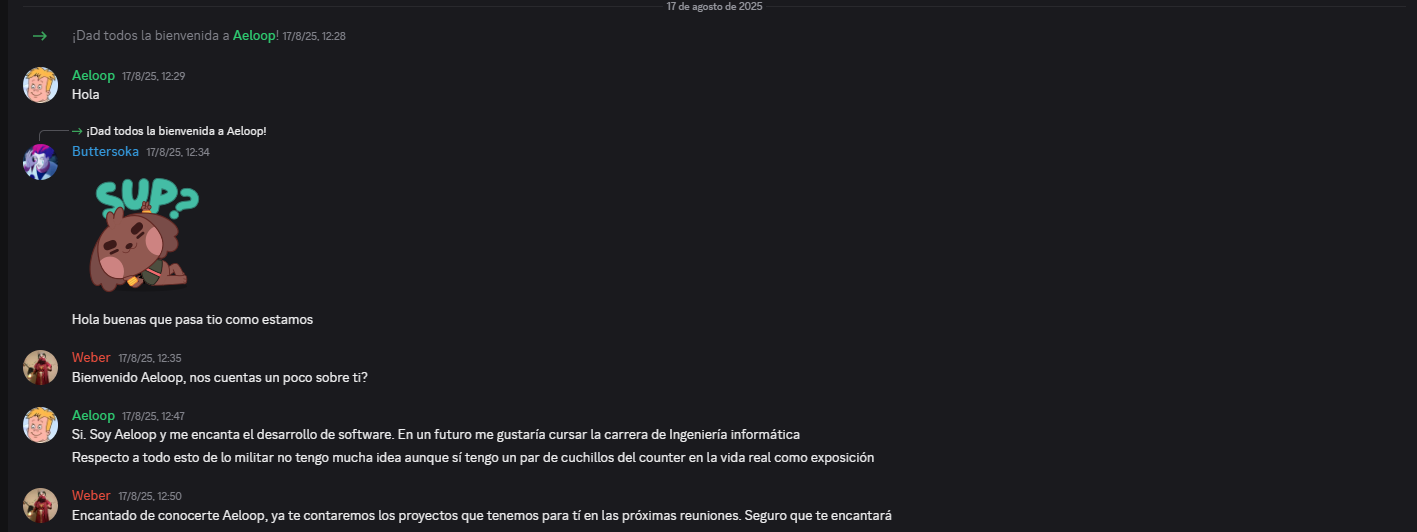 17 de agosto de 2025
¡Dad todos la bienvenida a Aeloop! 17/8/25, 12:28
Aeloop 17/8/25, 12:29
Hola
¡Dad todos la bienvenida a Aeloop!
Buttersoka 17/8/25, 12:34
SUP?
Hola buenas que pasa tio como estamos
Weber 17/8/25, 12:35
Bienvenido Aeloop, nos cuentas un poco sobre ti?
Aeloop 17/8/25, 12:47
Si. Soy Aeloop y me encanta el desarrollo de software. En un futuro me gustaría cursar la carrera de Ingeniería informática
Respecto a todo esto de lo militar no tengo mucha idea aunque sí tengo un par de cuchillos del counter en la vida real como exposición
Weber 17/8/25, 12:50
Encantado de conocerte Aeloop, ya te contaremos los proyectos que tenemos para tí en las próximas reuniones. Seguro que te encantará